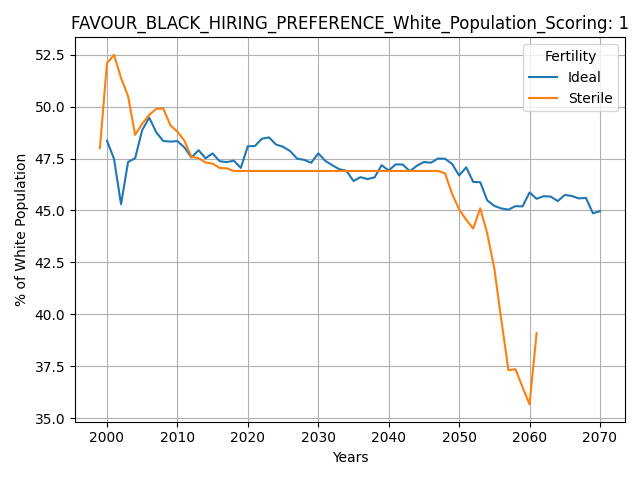 FAVOUR_BLACK_HIRING_PREFERENCE_White_Population_Scoring: 1
Fertility
Ideal
Sterile
% of White Population
52.5
50.0
47.5
45.0
42.5
40.0
37.5
35.0
2000 2010 2020 2030 2040 2050 2060 2070
Years